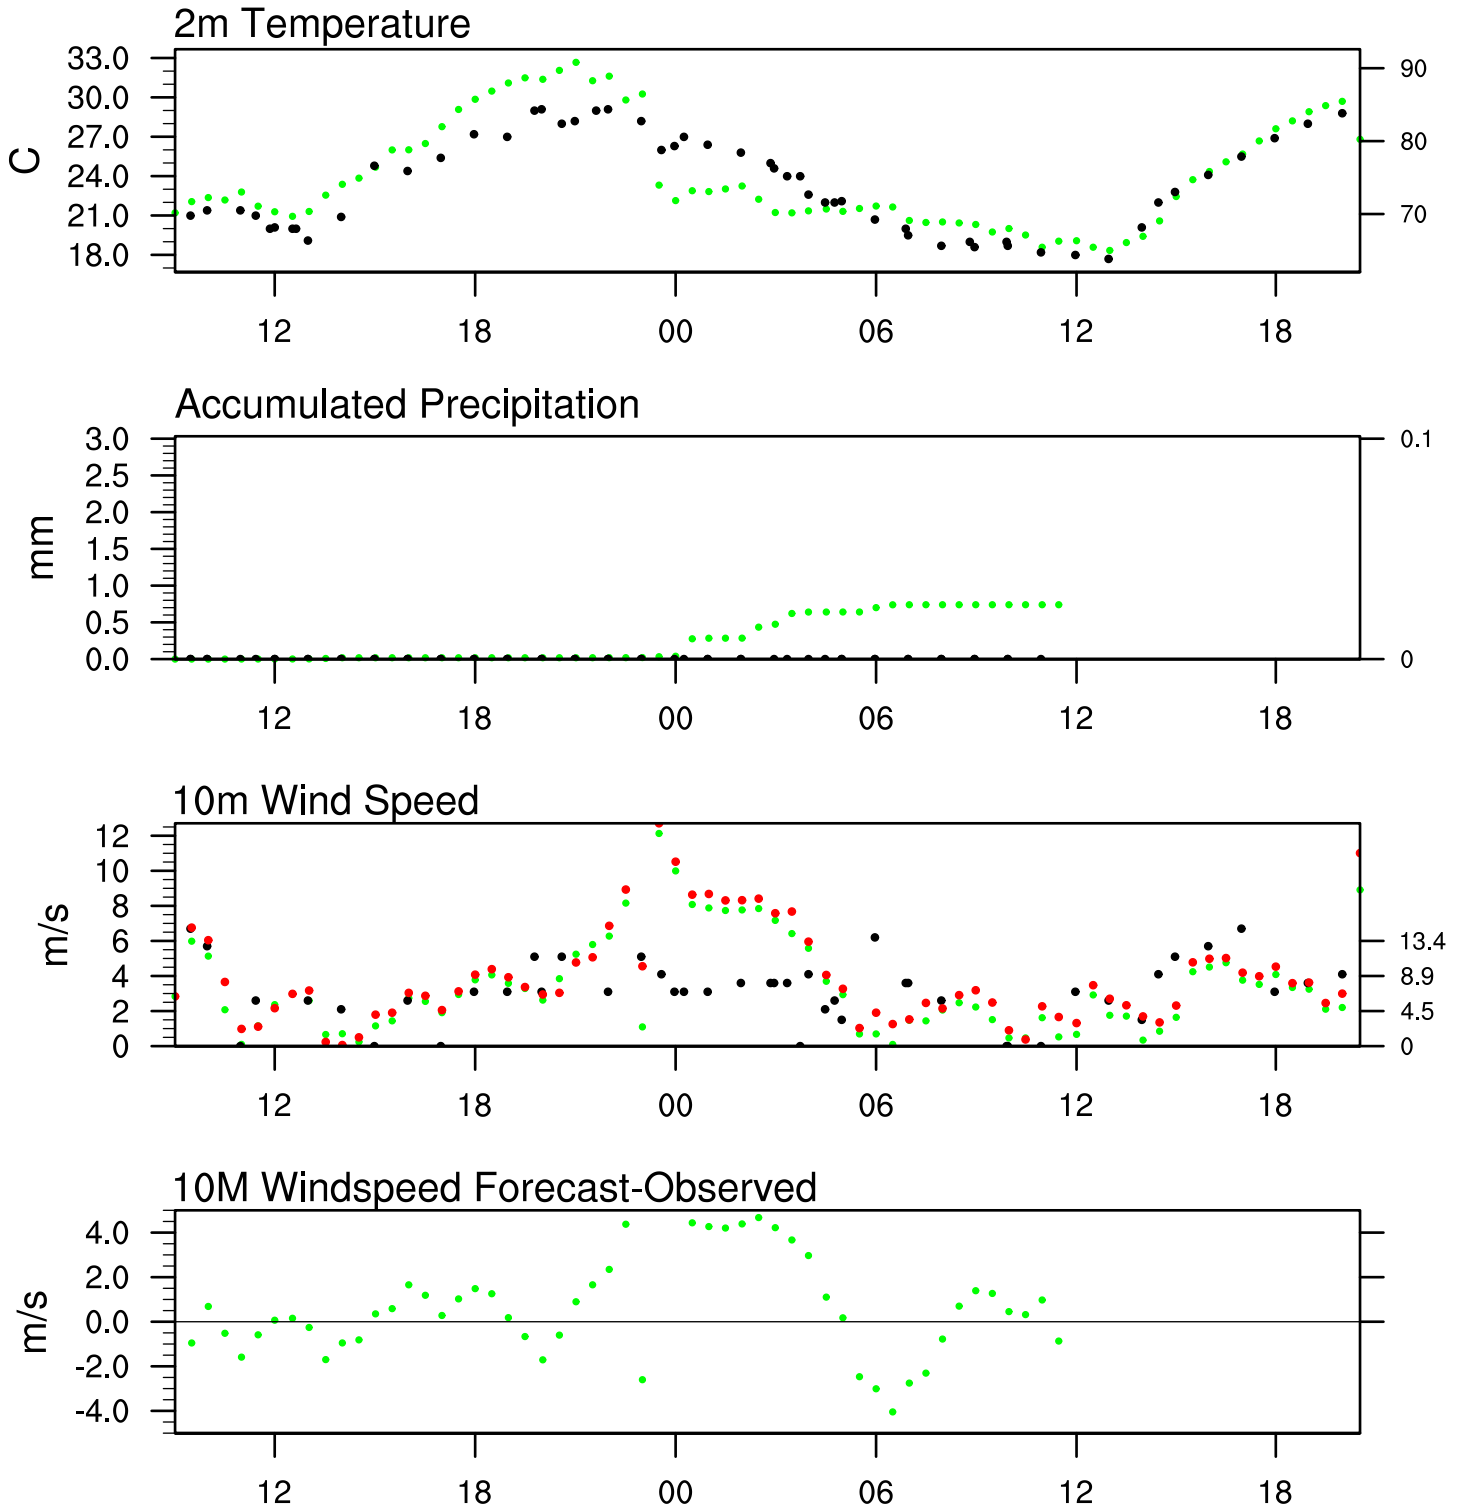 2m Temperature
33.0
30.0
27.0
24.0
21.0
18.0
C
90
80
70
12 18 00 06 12 18
Accumulated Precipitation
3.0
2.5
2.0
1.5
1.0
0.5
0.0
mm
0.1
0
12 18 00 06 12 18
10m Wind Speed
12
10
8
6
4
2
0
m/s
13.4
8.9
4.5
0
12 18 00 06 12 18
10M Windspeed Forecast-Observed
4.0
2.0
0.0
-2.0
-4.0
m/s
12 18 00 06 12 18